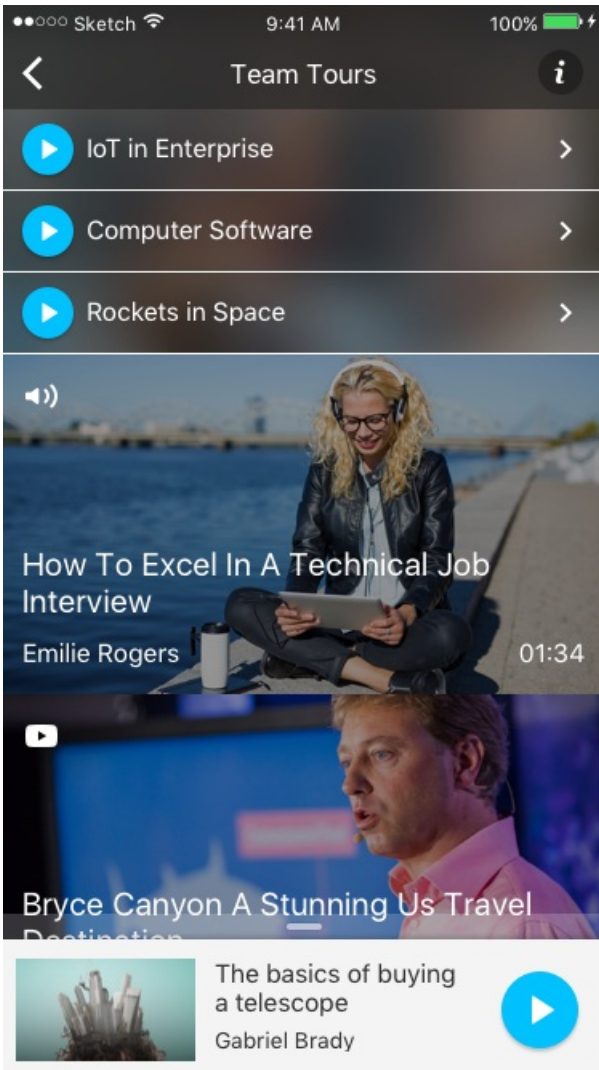 Sketch 9:41 AM 100%
Team Tours
IoT in Enterprise
Computer Software
Rockets in Space
How To Excel In A Technical Job
Interview
Emilie Rogers 01:34
Bryce Canyon A Stunning Us Travel
Destination
The basics of buying
a telescope
Gabriel Brady